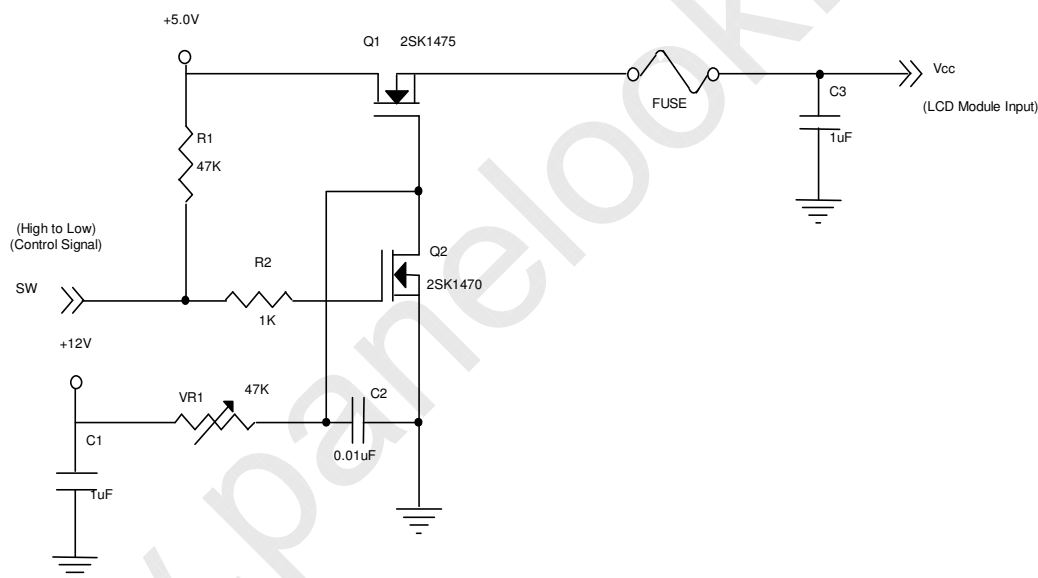 +5.0V
Q1 2SK1475
FUSE
C3
1uF
Vcc
(LCD Module Input)
R1
47K
(High to Low)
(Control Signal)
SW
R2
1K
Q2
2SK1470
+12V
VR1
47K
C2
0.01uF
C1
1uF
panelook